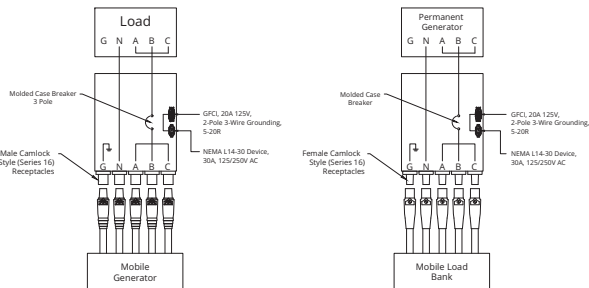 Load
G N A B C
Molded Case Breaker
3 Pole
GFCI, 20A 125V,
2-Pole 3-Wire Grounding,
5-20R
NEMA L14-30 Device,
30A, 125/250V AC
Male Camlock
Style (Series 16)
Receptacles
G N A B C
Mobile
Generator
Permanent
Generator
G N A B C
Molded Case
Breaker
GFCI, 20A 125V,
2-Pole 3-Wire Grounding,
5-20R
NEMA L14-30 Device,
30A, 125/250V AC
Female Camlock
Style (Series 16)
Receptacles
G N A B C
Mobile Load
Bank